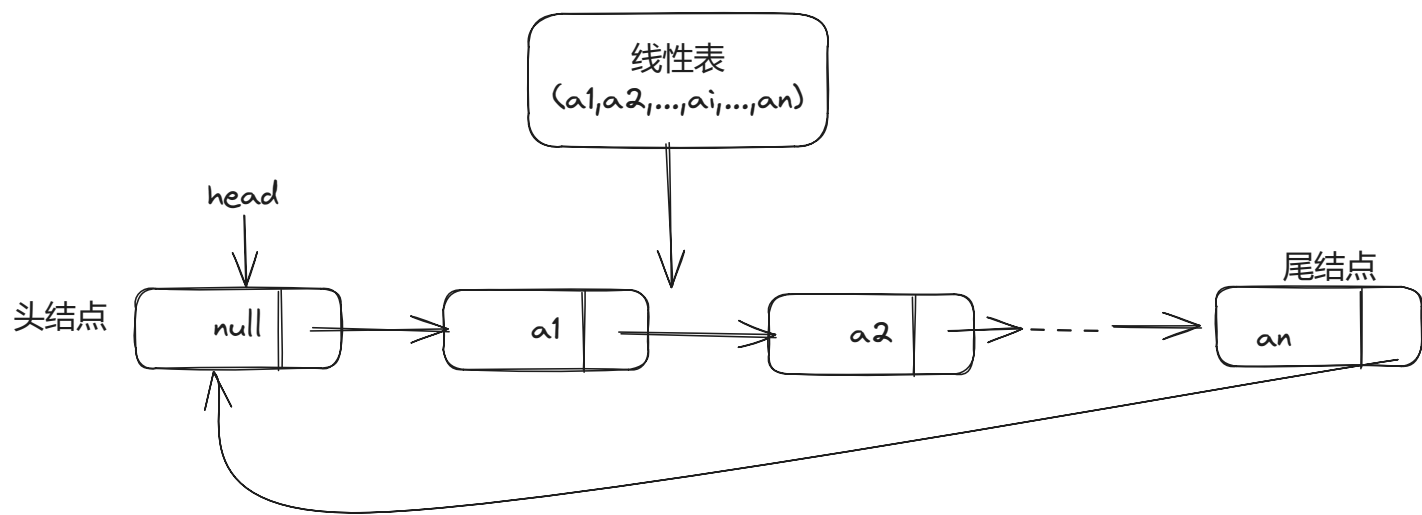 线性表
(a1,a2,...,ai,...,an)
head
尾结点
头结点
null
a1
a2
an